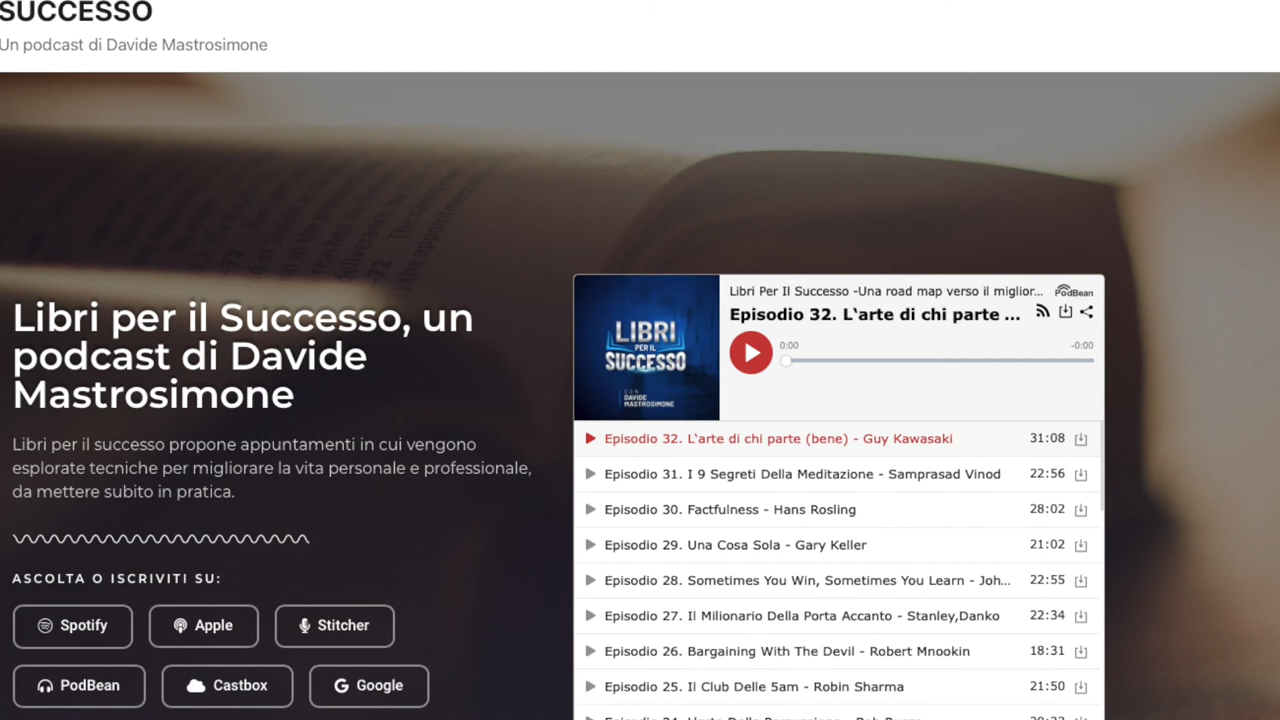 SUCCESSO
Un podcast di Davide Mastrosimone
Libri per il Successo, un
podcast di Davide
Mastrosimone
Libri per il successo propone appuntamenti in cui vengono
esplorate tecniche per migliorare la vita personale e professionale,
da mettere subito in pratica.
ASCOLTA O ISCRIVITI SU:
Spotify
Apple
Stitcher
PodBean
Castbox
Google
LIBRI
PER IL
SUCCESSO
CON
DAVIDE
MASTROSIMONE
Libri Per Il Successo -Una road map verso il miglior...
PodBean
Episodio 32. L'arte di chi parte ...
0:00 -0:00
Episodio 32. L'arte di chi parte (bene) - Guy Kawasaki 31:08
Episodio 31. I 9 Segreti Della Meditazione - Samprasad Vinod 22:56
Episodio 30. Factfulness - Hans Rosling 28:02
Episodio 29. Una Cosa Sola - Gary Keller 21:02
Episodio 28. Sometimes You Win, Sometimes You Learn - Joh... 22:55
Episodio 27. Il Milionario Della Porta Accanto - Stanley,Danko 22:34
Episodio 26. Bargaining With The Devil - Robert Mnookin 18:31
Episodio 25. Il Club Delle 5am - Robin Sharma 21:50